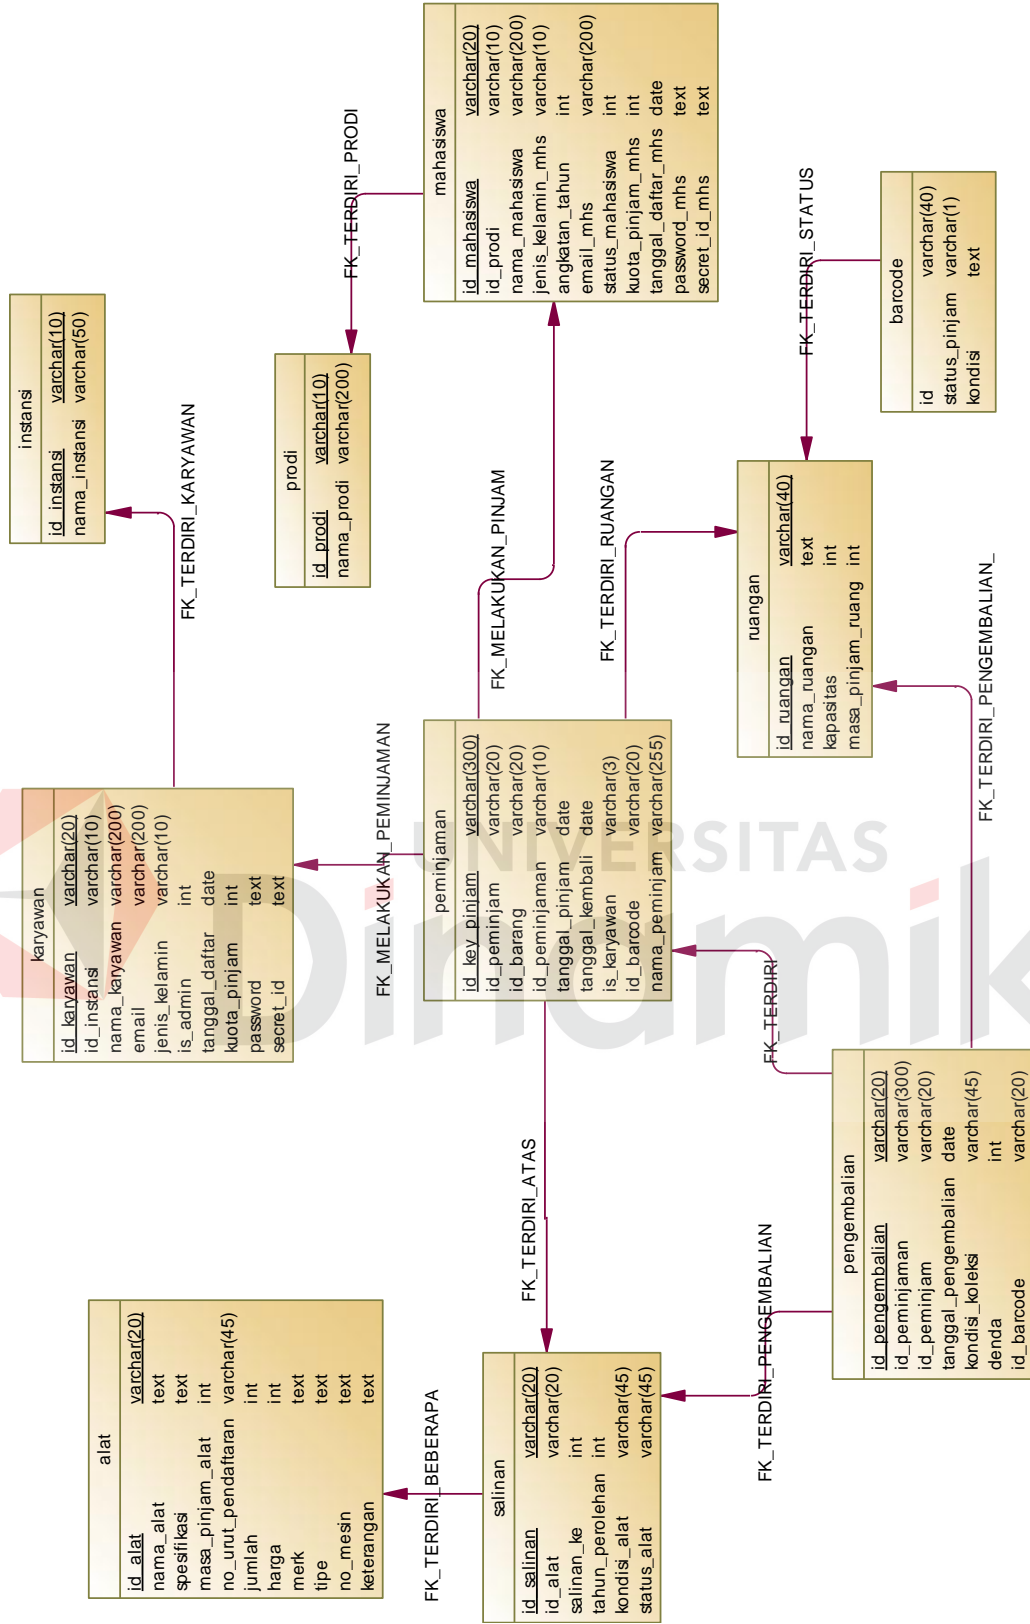 alat
id_alat varchar(20)
nama_alat text
spesifikasi text
masa_pinjam_alat int
no_urut_pendaftaran varchar(45)
jumlah int
harga int
merk text
tipe text
no_mesin text
keterangan text
karyawan
id_karyawan varchar(20)
id_instansi varchar(10)
nama_karyawan varchar(200)
email varchar(200)
jenis_kelamin varchar(10)
is_admin int
tanggal_daftar date
kuota_pinjam int
password text
secret_id text
instansi
id_instansi varchar(10)
nama_instansi varchar(50)
FK_TERDIRI_KARYAWAN
prodi
id_prodi varchar(10)
nama_prodi varchar(200)
FK_TERDIRI_PRODI
FK_TERDIRI_BEBERAPA
FK_MELAKUKAN_PEMINJAMAN
salinan
id_salinan varchar(20)
id_alat varchar(20)
salinan_ke int
tahun_perolehan int
kondisi_alat varchar(45)
status_alat varchar(45)
FK_TERDIRI_ATAS
peminjaman
id_key_pinjam varchar(300)
id_peminjam varchar(20)
id_barang varchar(20)
id_peminjaman varchar(10)
tanggal_pinjam date
tanggal_kembali date
is_karyawan varchar(3)
id_barcode varchar(20)
nama_peminjam varchar(255)
FK_MELAKUKAN_PINJAM
mahasiswa
id_mahasiswa varchar(20)
id_prodi varchar(10)
nama_mahasiswa varchar(200)
jenis_kelamin_mhs varchar(10)
angkatan_tahun int
email_mhs varchar(200)
status_mahasiswa int
kuota_pinjam_mhs int
tanggal_daftar_mhs date
password_mhs text
secret_id_mhs text
FK_TERDIRI_RUANGAN
FK_TERDIRI_PENGEMBALIAN
FK_TERDIRI
pengembalian
id_pengembalian varchar(20)
id_peminjaman varchar(300)
id_peminjam varchar(20)
tanggal_pengembalian date
kondisi_koleksi varchar(45)
denda int
id_barcode varchar(20)
ruangan
id_ruangan varchar(40)
nama_ruangan text
kapasitas int
masa_pinjam_ruang int
FK_TERDIRI_STATUS
barcode
id varchar(40)
status_pinjam varchar(1)
kondisi text
FK_TERDIRI_PENGEMBALIAN_
UNIVERSITAS
Dinamik